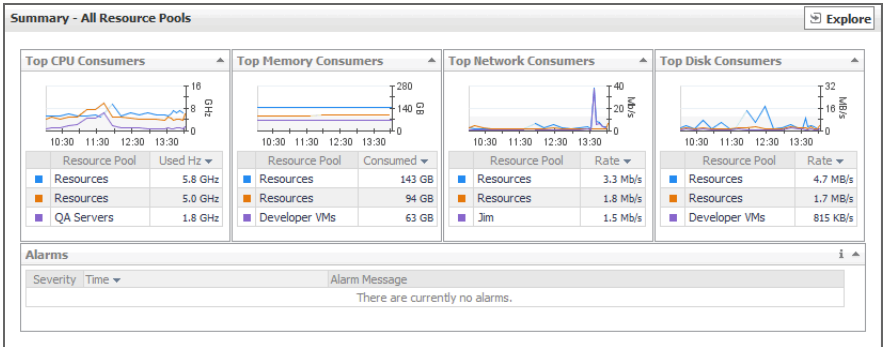 Summary - All Resource Pools
Explore
Top CPU Consumers
16
8
0
GHz
10:30 11:30 12:30 13:30
Resource Pool Used Hz
Resources 5.8 GHz
Resources 5.0 GHz
QA Servers 1.8 GHz
Top Memory Consumers
280
140
0
GB
10:30 11:30 12:30 13:30
Resource Pool Consumed
Resources 143 GB
Resources 94 GB
Developer VMs 63 GB
Top Network Consumers
40
20
0
Mb/s
10:30 11:30 12:30 13:30
Resource Pool Rate
Resources 3.3 Mb/s
Resources 1.8 Mb/s
Jim 1.5 Mb/s
Top Disk Consumers
32
16
0
MB/s
10:30 11:30 12:30 13:30
Resource Pool Rate
Resources 4.7 MB/s
Resources 1.7 MB/s
Developer VMs 815 KB/s
Alarms
i
Severity Time Alarm Message
There are currently no alarms.